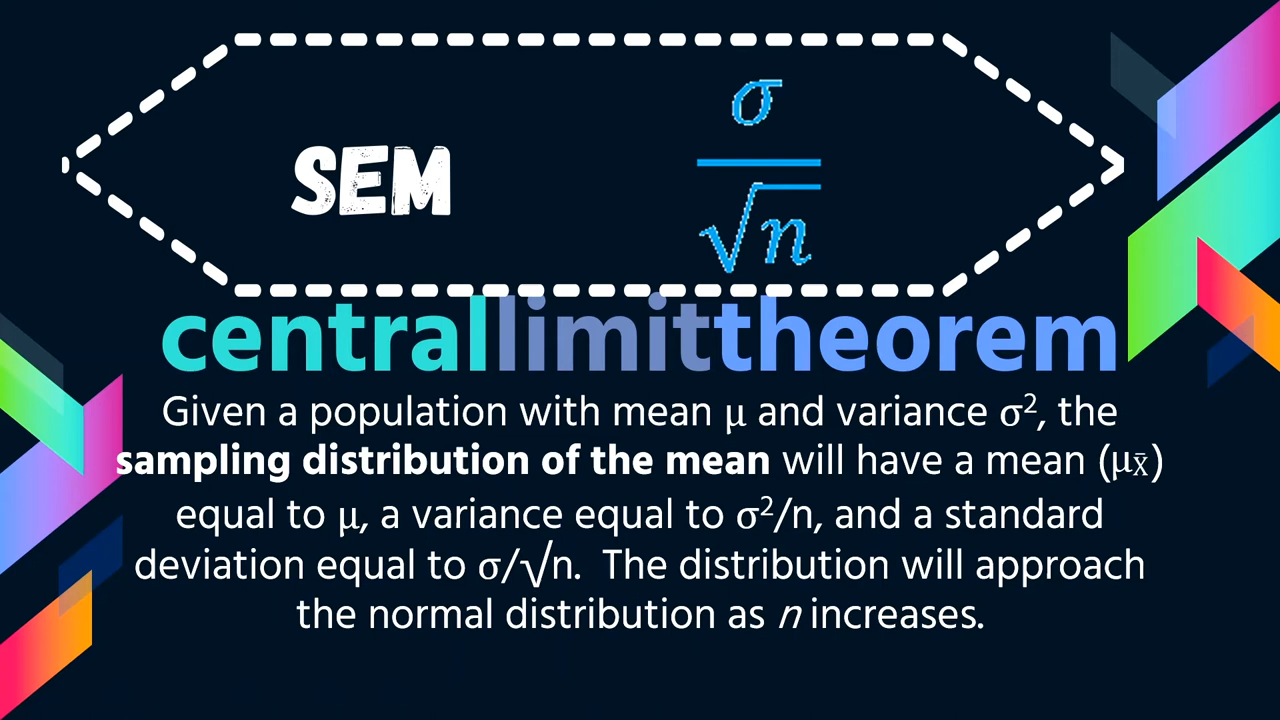 SEM
σ
√n
centrallimittheorem
Given a population with mean μ and variance σ², the
sampling distribution of the mean will have a mean (μx̄)
equal to μ, a variance equal to σ²/n, and a standard
deviation equal to σ/√n. The distribution will approach
the normal distribution as n increases.